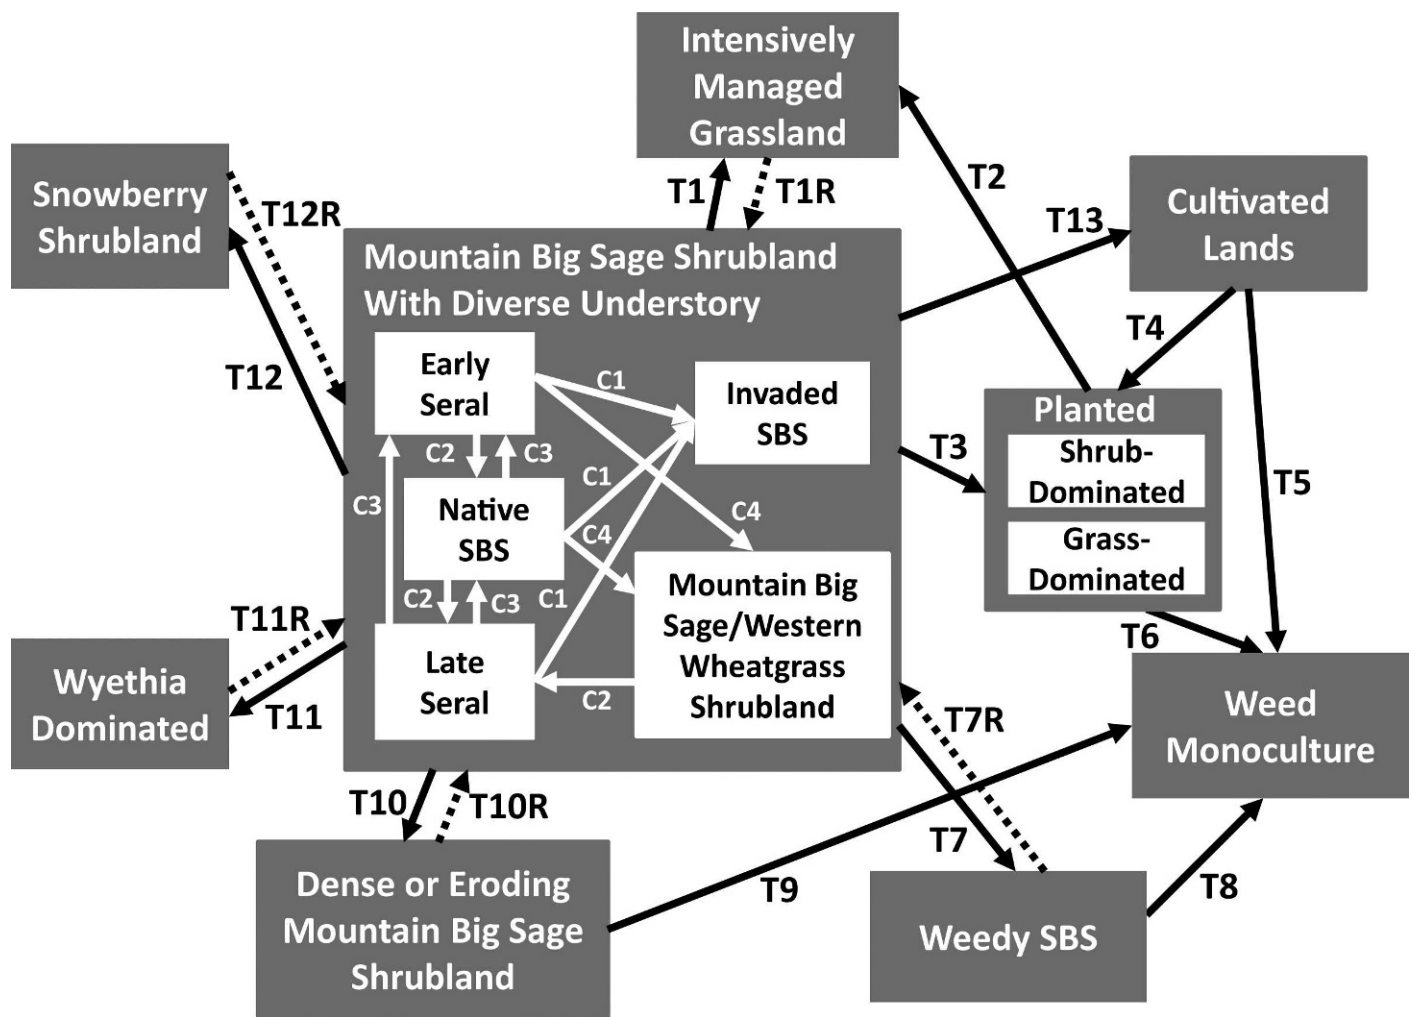 Intensively
Managed
Grassland
Snowberry
Shrubland
T12R
T12
T1
T1R
T2
T13
Cultivated
Lands
T4
T5
Mountain Big Sage Shrubland
With Diverse Understory
Early
Seral
C1
Invaded
SBS
C2
C3
C3
C1
C4
Native
SBS
C4
C2
C3
C1
Mountain Big
Sage/Western
Wheatgrass
Shrubland
Late
Seral
C2
T3
Planted
Shrub-
Dominated
Grass-
Dominated
T6
T11R
T11
Wyethia
Dominated
Weed
Monoculture
T7R
T7
T10
T10R
T9
T8
Dense or Eroding
Mountain Big Sage
Shrubland
Weedy SBS